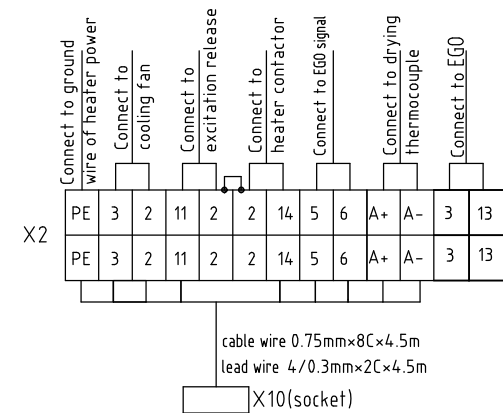 Connect to ground
wire of heater power
Connect to
cooling fan
Connect to
excitation release
Connect to
heater contactor
Connect to EGO signal
Connect to drying
thermocouple
Connect to EGO
X2
PE 3 2 11 2 2 14 5 6 A+ A- 3 13
PE 3 2 11 2 2 14 5 6 A+ A- 3 13
cable wire 0.75mm×8C×4.5m
lead wire 4/0.3mm×2C×4.5m
X10(socket)